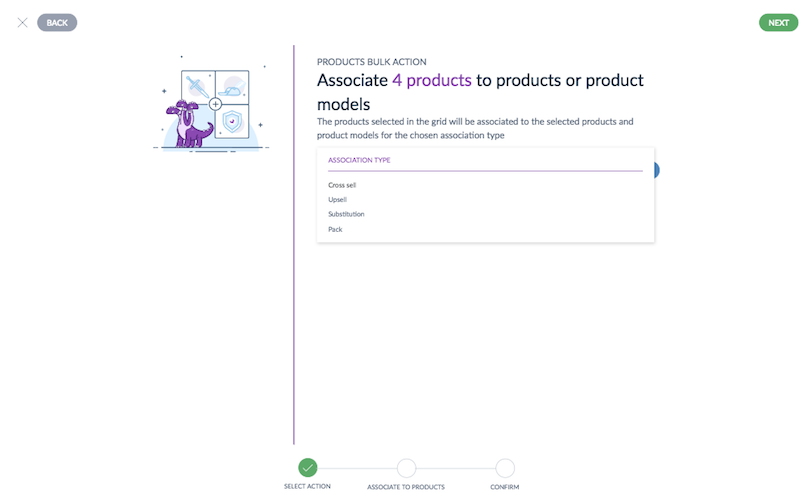 BACK
NEXT
PRODUCTS BULK ACTION
Associate 4 products to products or product
models
The products selected in the grid will be associated to the selected products and
product models for the chosen association type
ASSOCIATION TYPE
Cross sell
Upsell
Substitution
Pack
SELECT ACTION
ASSOCIATE TO PRODUCTS
CONFIRM